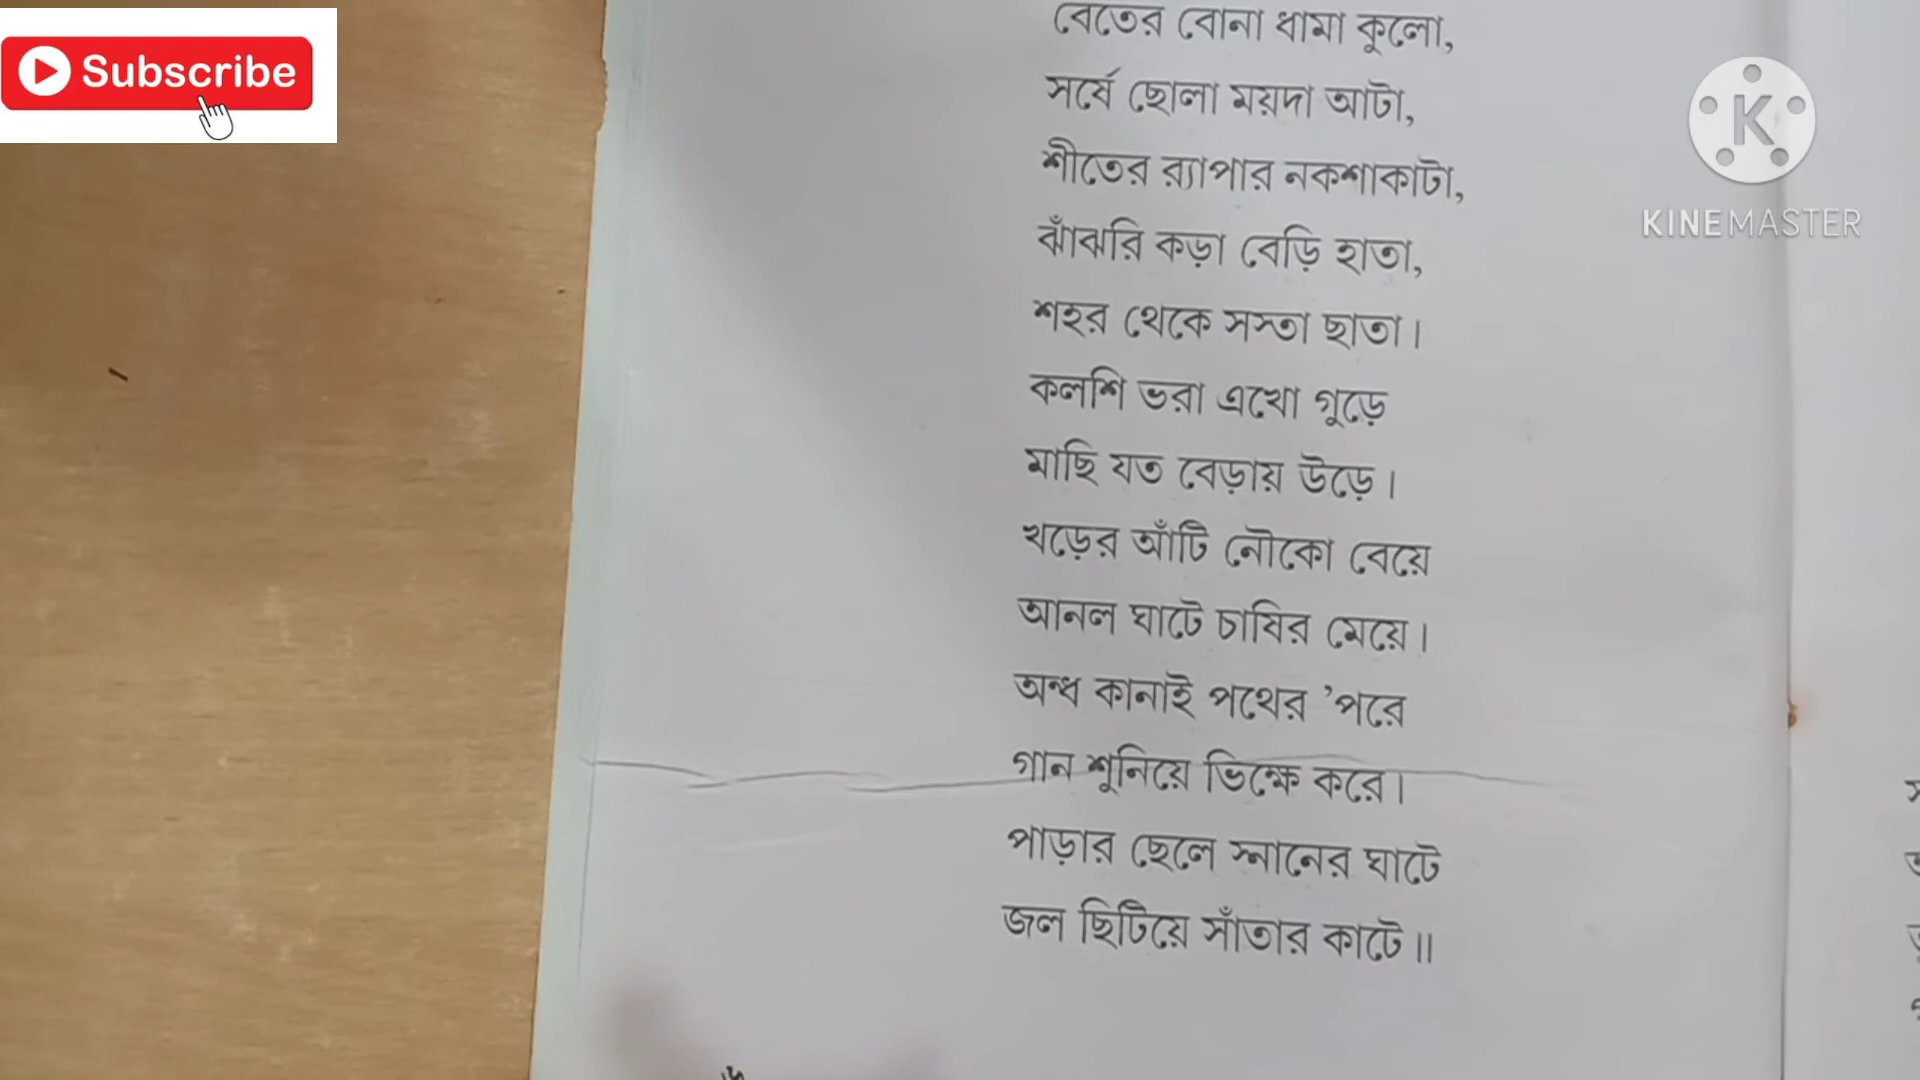 Subscribe
K
KINEMASTER
বেতের বোনা ধামা কুলো,
সর্ষে ছোলা ময়দা আটা,
শীতের র‍্যাপার নকশাকাটা,
ঝাঁঝরি কড়া বেড়ি হাতা,
শহর থেকে সস্তা ছাতা।
কলশি ভরা এখো গুড়ে
মাছি যত বেড়ায় উড়ে।
খড়ের আঁটি নৌকো বেয়ে
আনল ঘাটে চাষির মেয়ে।
অন্ধ কানাই পথের ’পরে
গান শুনিয়ে ভিক্ষে করে।
পাড়ার ছেলে স্নানের ঘাটে
জল ছিটিয়ে সাঁতার কাটে॥